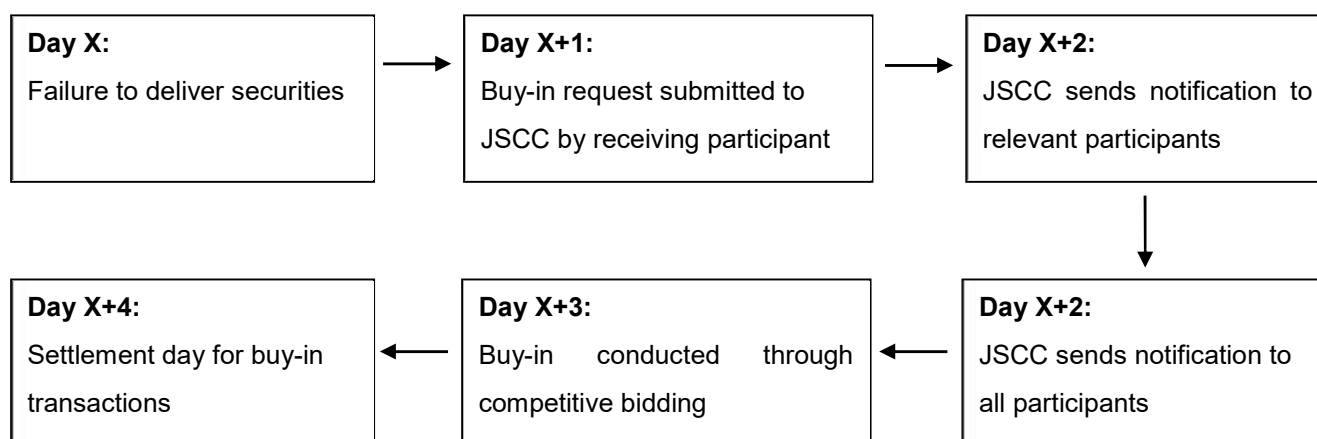 Day X:
Failure to deliver securities
Day X+1:
Buy-in request submitted to
JSCC by receiving participant
Day X+2:
JSCC sends notification to
relevant participants
Day X+4:
Settlement day for buy-in
transactions
Day X+3:
Buy-in conducted through
competitive bidding
Day X+2:
JSCC sends notification to
all participants